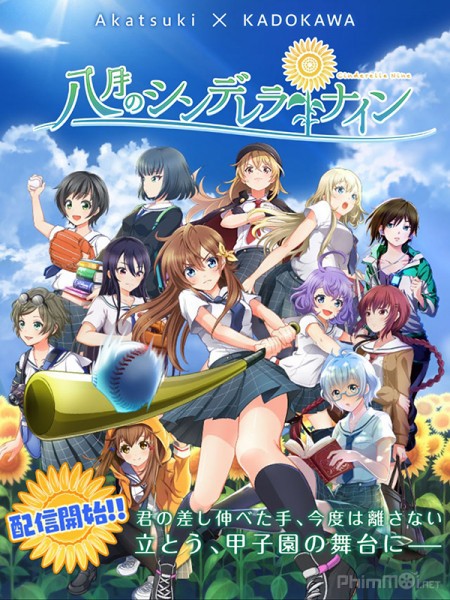 Akatsuki × KADOKAWA
Cinderella Nine
八月のシンデレラナイン
配信開始!!
君の差し伸べた手、今度は離さない
立とう、甲子園の舞台に──
PhimMoi.NET